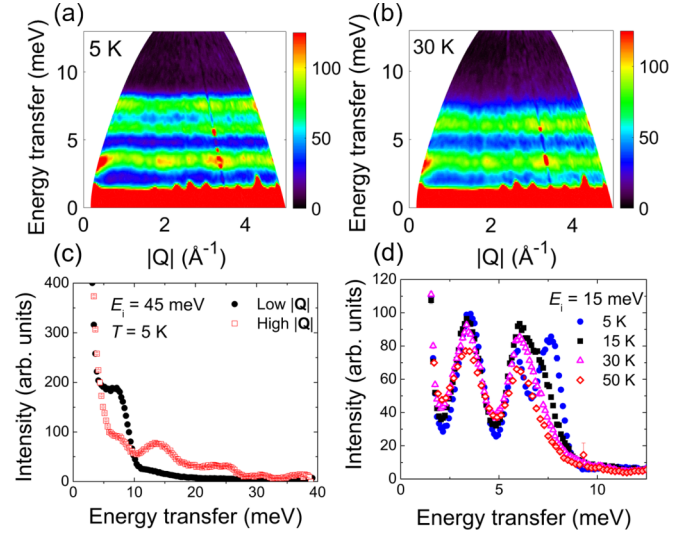 (a)
5 K
Energy transfer (meV)
10
5
0
0
2
4
|Q| (Å⁻¹)
100
50
0
(b)
30 K
Energy transfer (meV)
10
5
0
0
2
4
|Q| (Å⁻¹)
100
50
0
(c)
Intensity (arb. units)
400
300
200
100
0
0
10
20
30
40
Energy transfer (meV)
Eᵢ = 45 meV
T = 5 K
Low |Q|
High |Q|
(d)
Intensity (arb. units)
120
100
80
60
40
20
0
0
5
10
Energy transfer (meV)
Eᵢ = 15 meV
5 K
15 K
30 K
50 K